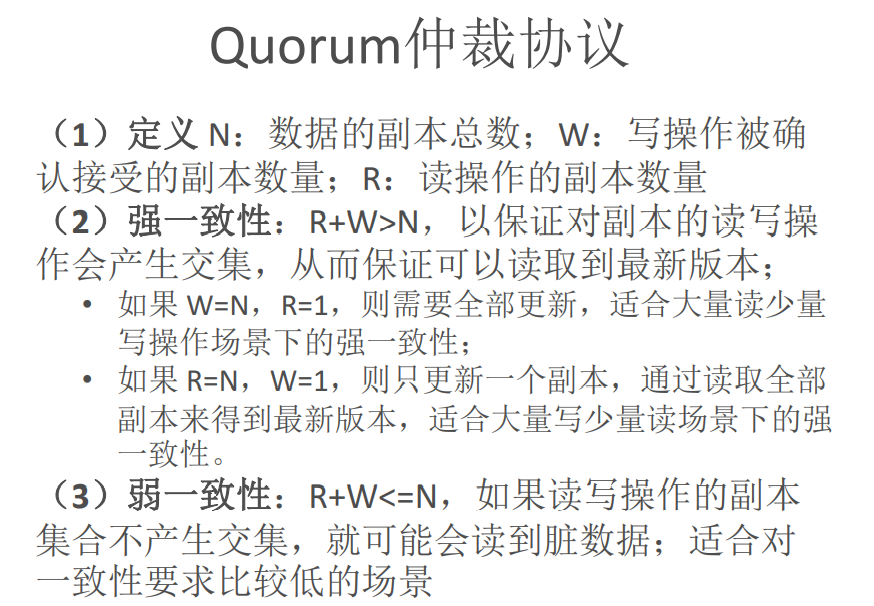 Quorum仲裁协议
（1）定义 N：数据的副本总数；W：写操作被确
认接受的副本数量；R：读操作的副本数量
（2）强一致性：R+W>N，以保证对副本的读写操
作会产生交集，从而保证可以读取到最新版本；
• 如果 W=N，R=1，则需要全部更新，适合大量读少量
写操作场景下的强一致性；
• 如果 R=N，W=1，则只更新一个副本，通过读取全部
副本来得到最新版本，适合大量写少量读场景下的强
一致性。
（3）弱一致性：R+W<=N，如果读写操作的副本
集合不产生交集，就可能会读到脏数据；适合对
一致性要求比较低的场景